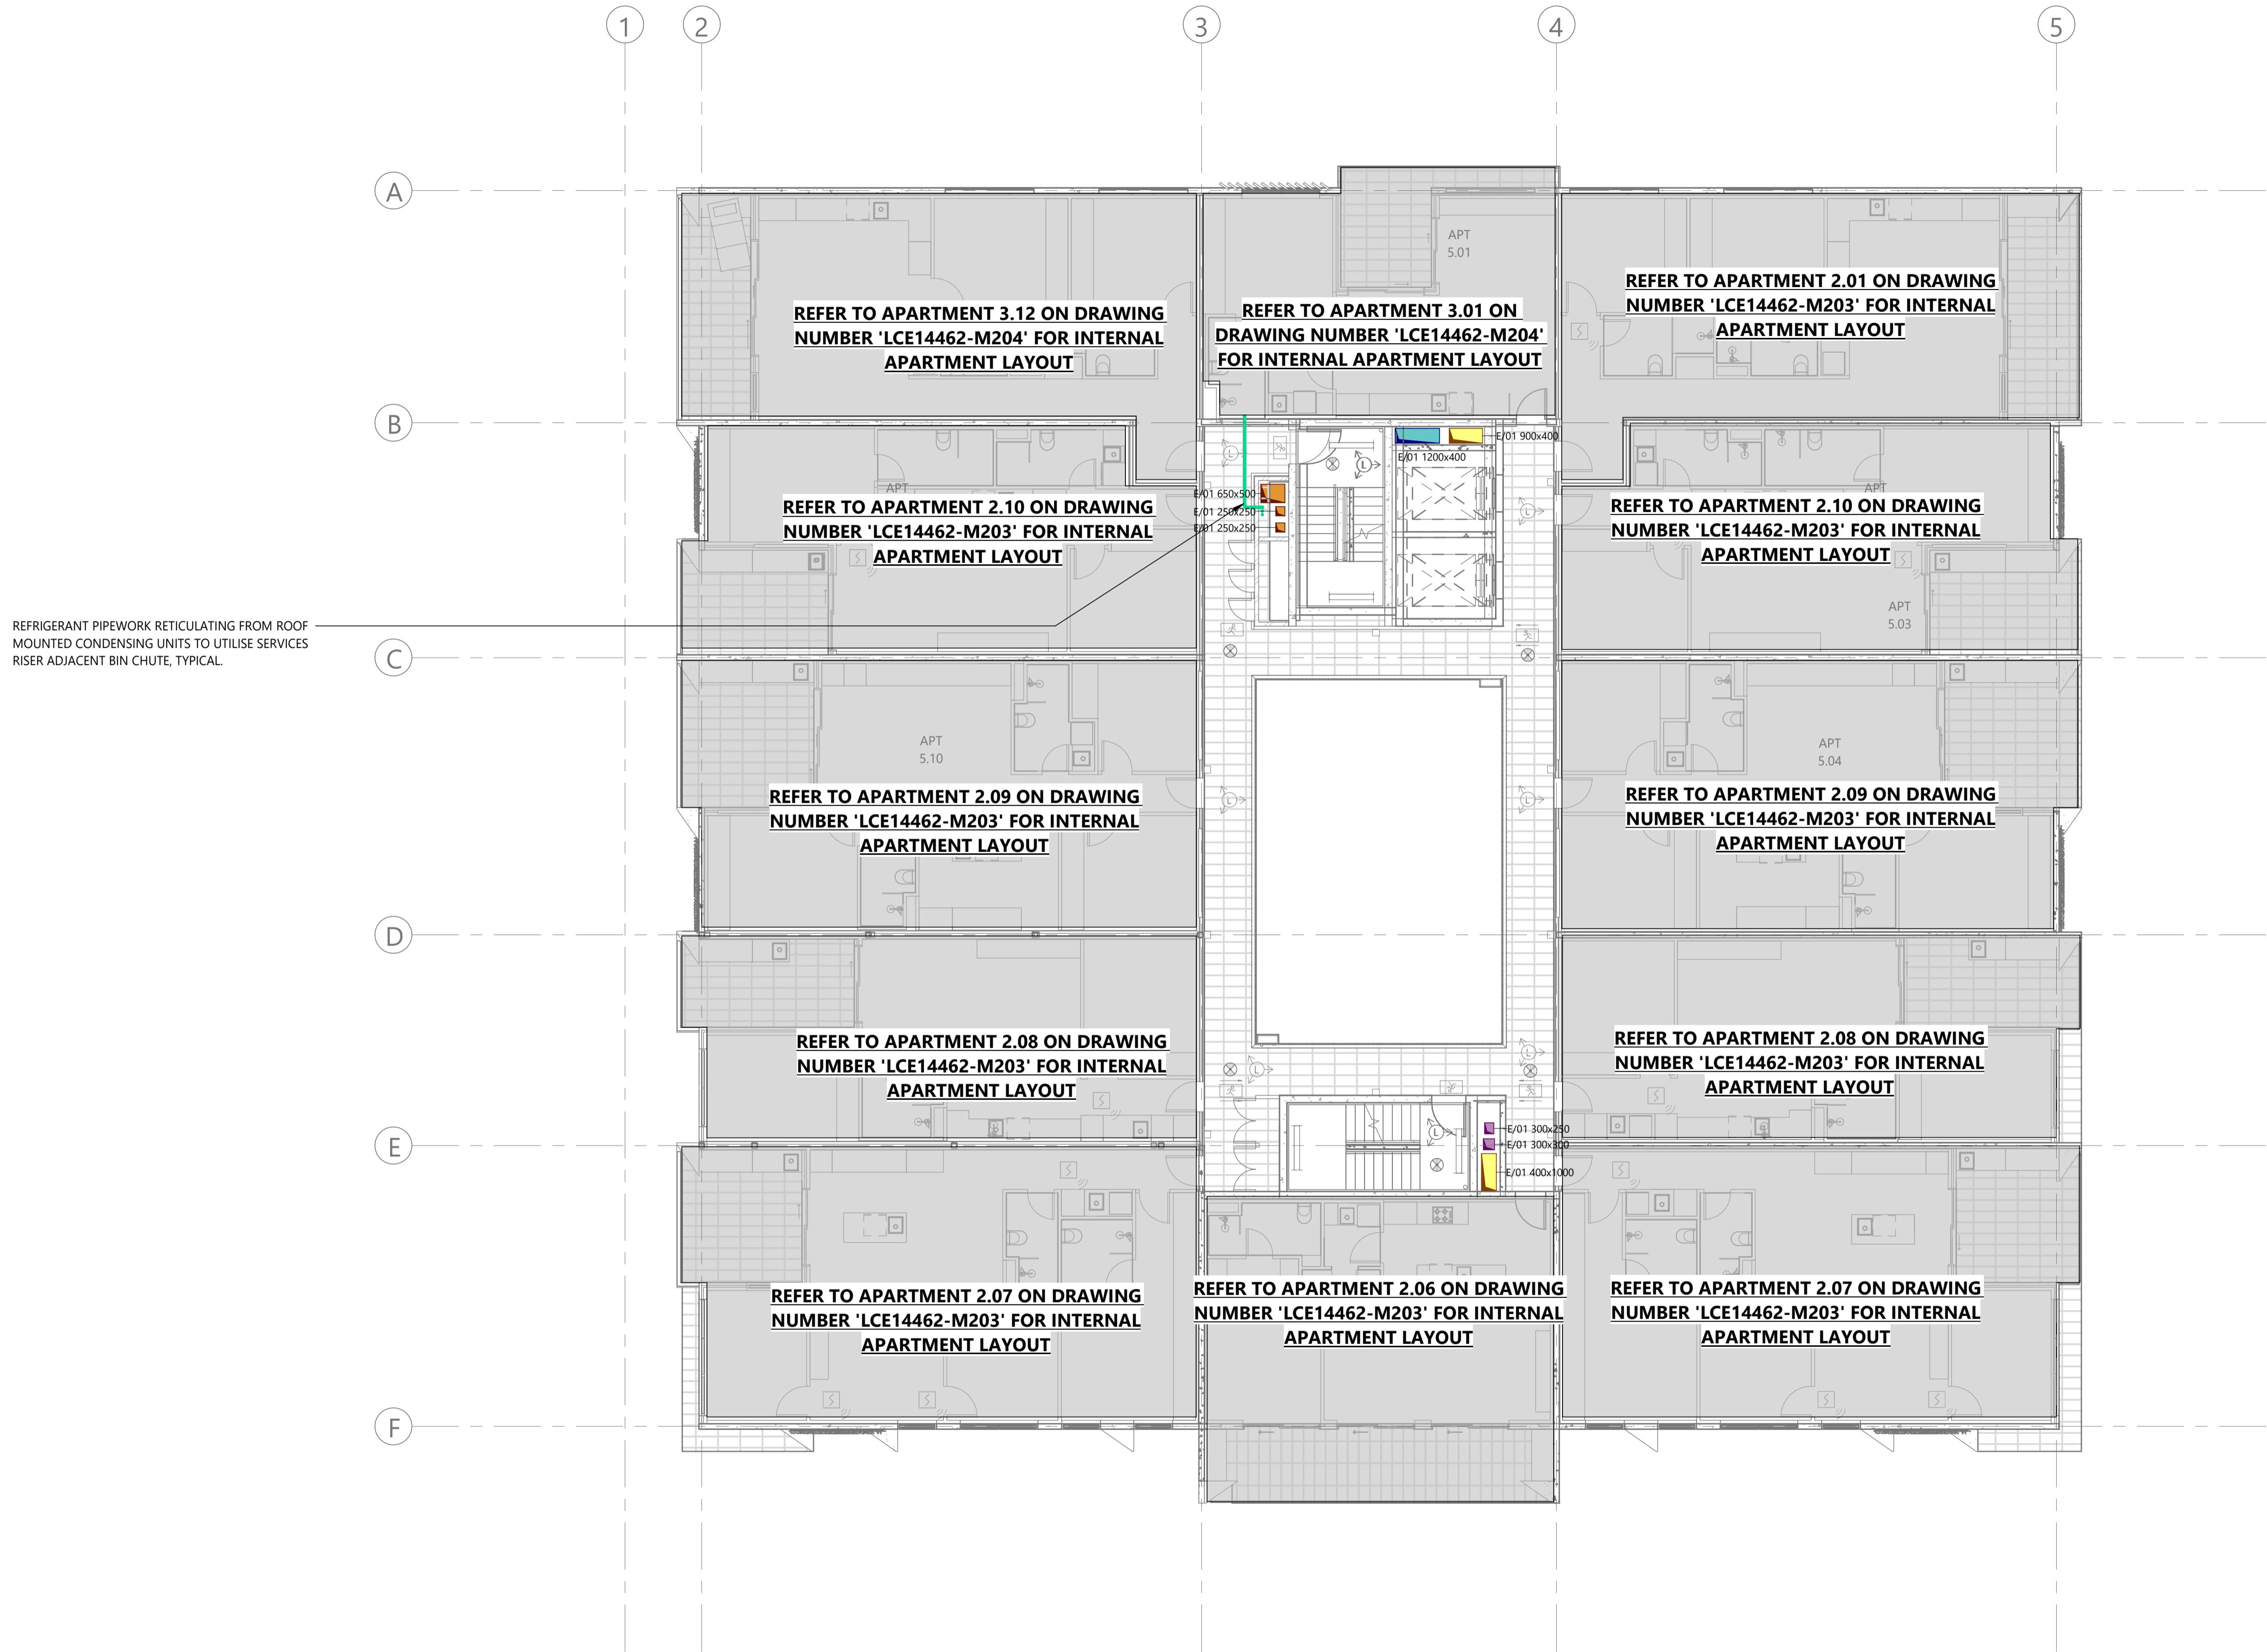 1
2
3
4
5
A
APT
5.01
REFER TO APARTMENT 3.12 ON DRAWING
NUMBER 'LCE14462-M204' FOR INTERNAL
APARTMENT LAYOUT
REFER TO APARTMENT 3.01 ON
DRAWING NUMBER 'LCE14462-M204'
FOR INTERNAL APARTMENT LAYOUT
REFER TO APARTMENT 2.01 ON DRAWING
NUMBER 'LCE14462-M203' FOR INTERNAL
APARTMENT LAYOUT
B
L
L
E/01 900x400
E/01 1200x400
E/01 650x500
E/01 250x250
E/01 250x250
L
APT
REFER TO APARTMENT 2.10 ON DRAWING
NUMBER 'LCE14462-M203' FOR INTERNAL
APARTMENT LAYOUT
APT
REFER TO APARTMENT 2.10 ON DRAWING
NUMBER 'LCE14462-M203' FOR INTERNAL
APARTMENT LAYOUT
APT
5.03
REFRIGERANT PIPEWORK RETICULATING FROM ROOF
MOUNTED CONDENSING UNITS TO UTILISE SERVICES
RISER ADJACENT BIN CHUTE, TYPICAL.
C
APT
5.10
APT
5.04
REFER TO APARTMENT 2.09 ON DRAWING
NUMBER 'LCE14462-M203' FOR INTERNAL
APARTMENT LAYOUT
L
L
REFER TO APARTMENT 2.09 ON DRAWING
NUMBER 'LCE14462-M203' FOR INTERNAL
APARTMENT LAYOUT
D
REFER TO APARTMENT 2.08 ON DRAWING
NUMBER 'LCE14462-M203' FOR INTERNAL
APARTMENT LAYOUT
L
L
REFER TO APARTMENT 2.08 ON DRAWING
NUMBER 'LCE14462-M203' FOR INTERNAL
APARTMENT LAYOUT
E
L
E/01 300x250
E/01 300x300
E/01 400x1000
REFER TO APARTMENT 2.07 ON DRAWING
NUMBER 'LCE14462-M203' FOR INTERNAL
APARTMENT LAYOUT
REFER TO APARTMENT 2.06 ON DRAWING
NUMBER 'LCE14462-M203' FOR INTERNAL
APARTMENT LAYOUT
REFER TO APARTMENT 2.07 ON DRAWING
NUMBER 'LCE14462-M203' FOR INTERNAL
APARTMENT LAYOUT
F